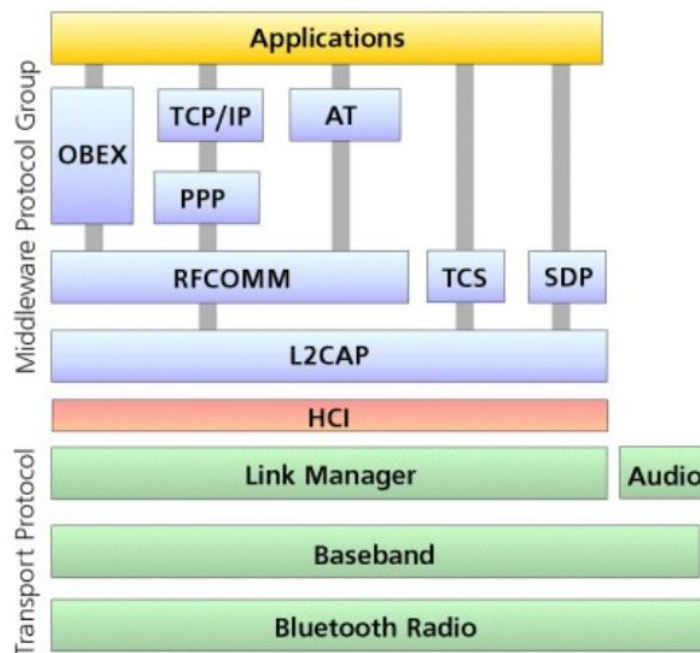 Applications
Middleware Protocol Group
OBEX
TCP/IP
AT
PPP
RFCOMM
TCS
SDP
L2CAP
HCI
Transport Protocol
Link Manager
Audio
Baseband
Bluetooth Radio